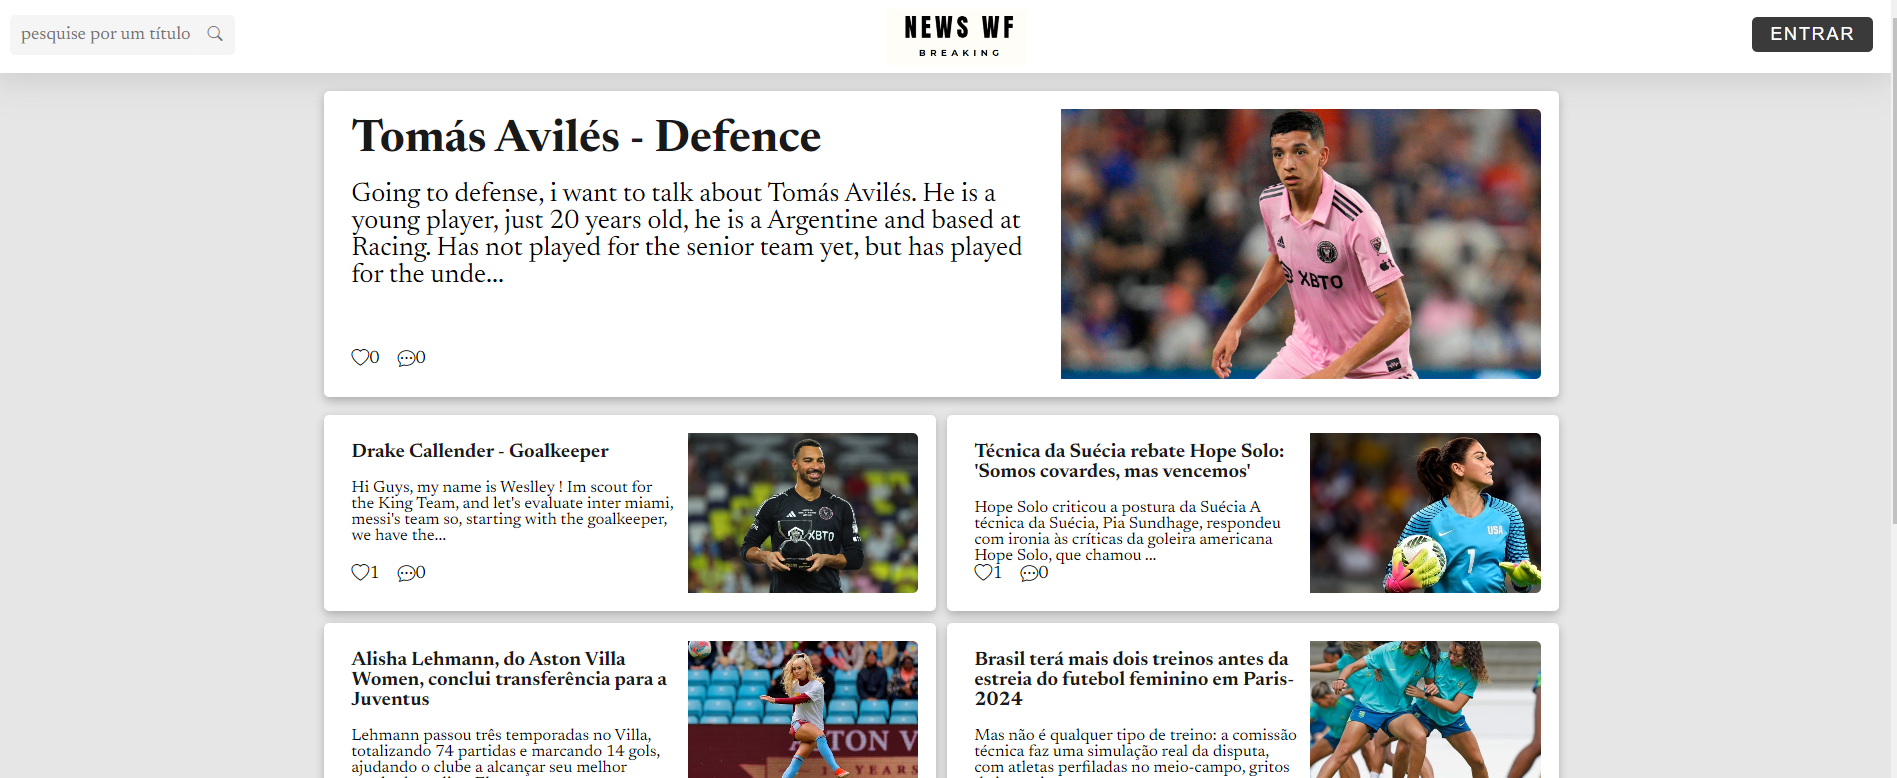 pesquise por um título
NEWS WF
BREAKING
ENTRAR
Tomás Avilés - Defence
Going to defense, i want to talk about Tomás Avilés. He is a
young player, just 20 years old, he is a Argentine and based at
Racing. Has not played for the senior team yet, but has played
for the unde...
0 0
XBTO
Drake Callender - Goalkeeper
Hi Guys, my name is Weslley ! Im scout for
the King Team, and let's evaluate inter miami,
messi's team so, starting with the goalkeeper,
we have the...
1 0
XBTO
Técnica da Suécia rebate Hope Solo:
'Somos covardes, mas vencemos'
Hope Solo criticou a postura da Suécia A
técnica da Suécia, Pia Sundhage, respondeu
com ironia às críticas da goleira americana
Hope Solo, que chamou ...
1 0
USA
1
Alisha Lehmann, do Aston Villa
Women, conclui transferência para a
Juventus
Lehmann passou três temporadas no Villa,
totalizando 74 partidas e marcando 14 gols,
ajudando o clube a alcançar seu melhor
ASTON V
YEARS
Brasil terá mais dois treinos antes da
estreia do futebol feminino em Paris-
2024
Mas não é qualquer tipo de treino: a comissão
técnica faz uma simulação real da disputa,
com atletas perfiladas no meio-campo, gritos